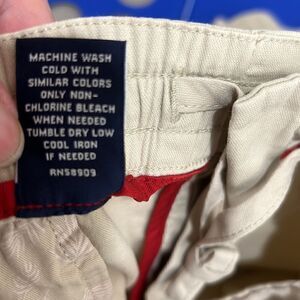 MACHINE WASH
COLD WITH
SIMILAR COLORS
ONLY NON-
CHLORINE BLEACH
WHEN NEEDED
TUMBLE DRY LOW
COOL IRON
IF NEEDED
RN58909